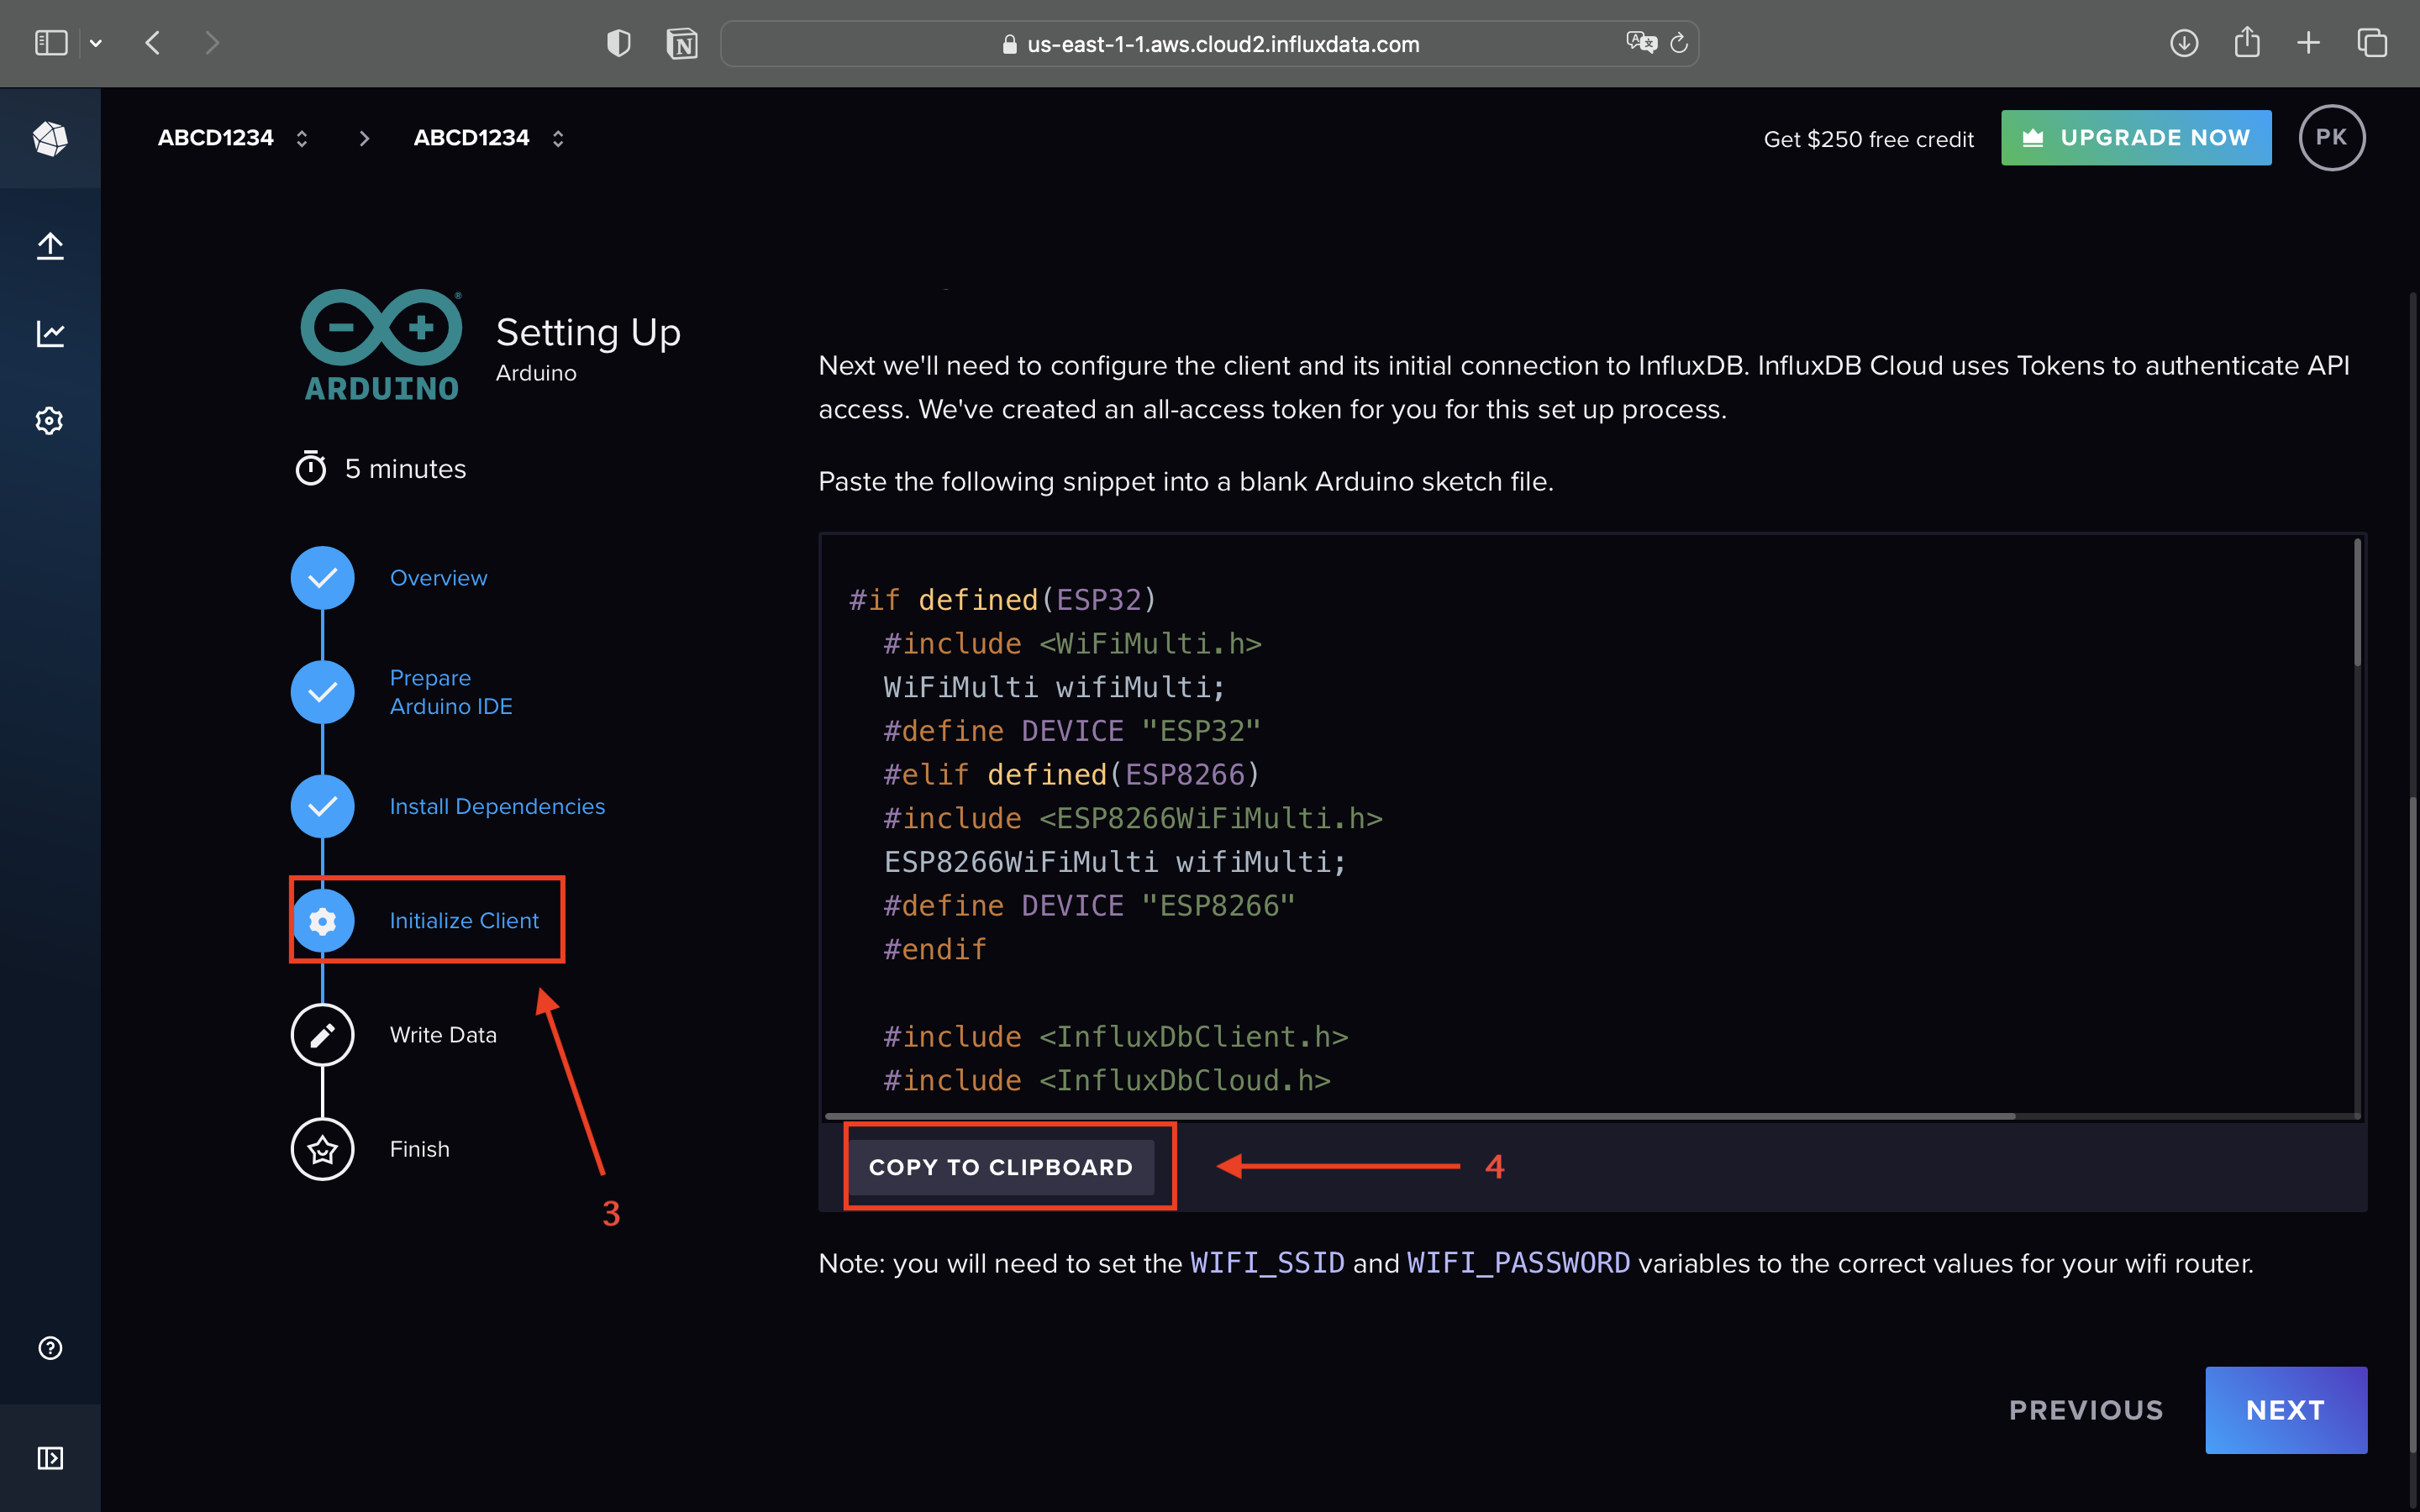 us-east-1-1.aws.cloud2.influxdata.com
ABCD1234 > ABCD1234
Get $250 free credit
UPGRADE NOW
PK
ARDUINO
Setting Up
Arduino
5 minutes
Overview
Prepare
Arduino IDE
Install Dependencies
Initialize Client
Write Data
Finish
3
Next we'll need to configure the client and its initial connection to InfluxDB. InfluxDB Cloud uses Tokens to authenticate API
access. We've created an all-access token for you for this set up process.
Paste the following snippet into a blank Arduino sketch file.
#if defined(ESP32)
#include <WiFiMulti.h>
WiFiMulti wifiMulti;
#define DEVICE "ESP32"
#elif defined(ESP8266)
#include <ESP8266WiFiMulti.h>
ESP8266WiFiMulti wifiMulti;
#define DEVICE "ESP8266"
#endif
#include <InfluxDbClient.h>
#include <InfluxDbCloud.h>
COPY TO CLIPBOARD
4
Note: you will need to set the WIFI_SSID and WIFI_PASSWORD variables to the correct values for your wifi router.
PREVIOUS
NEXT